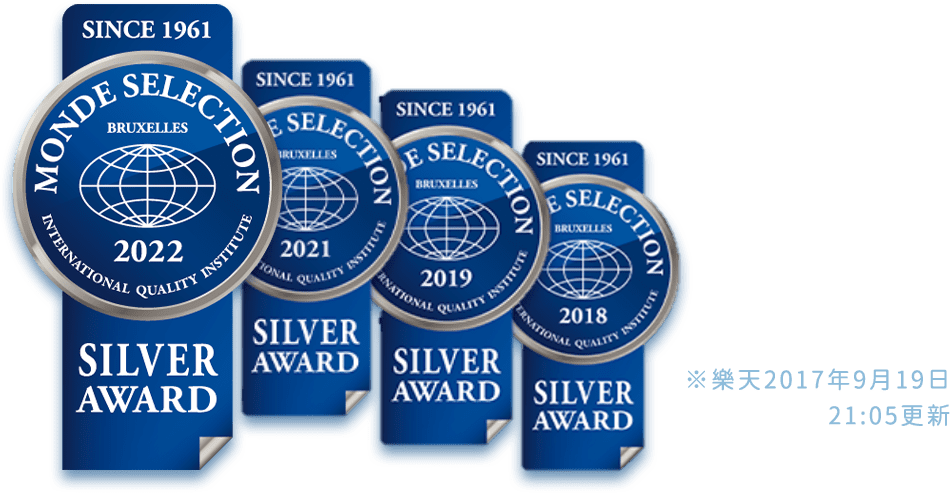 SINCE 1961
MONDE SELECTION
BRUXELLES
2022
INTERNATIONAL QUALITY INSTITUTE
SILVER
AWARD
SINCE 1961
SELECTION
BRUXELLES
2021
QUALITY INSTITUTE
SILVER
AWARD
SINCE 1961
DE SELECTION
BRUXELLES
2019
RNATIONAL QUALITY INSTITUTE
SILVER
AWARD
SINCE 1961
SELECTION
BRUXELLES
2018
INTERNATIONAL QUALITY INSTITUTE
SILVER
AWARD
※樂天2017年9月19日
21:05更新